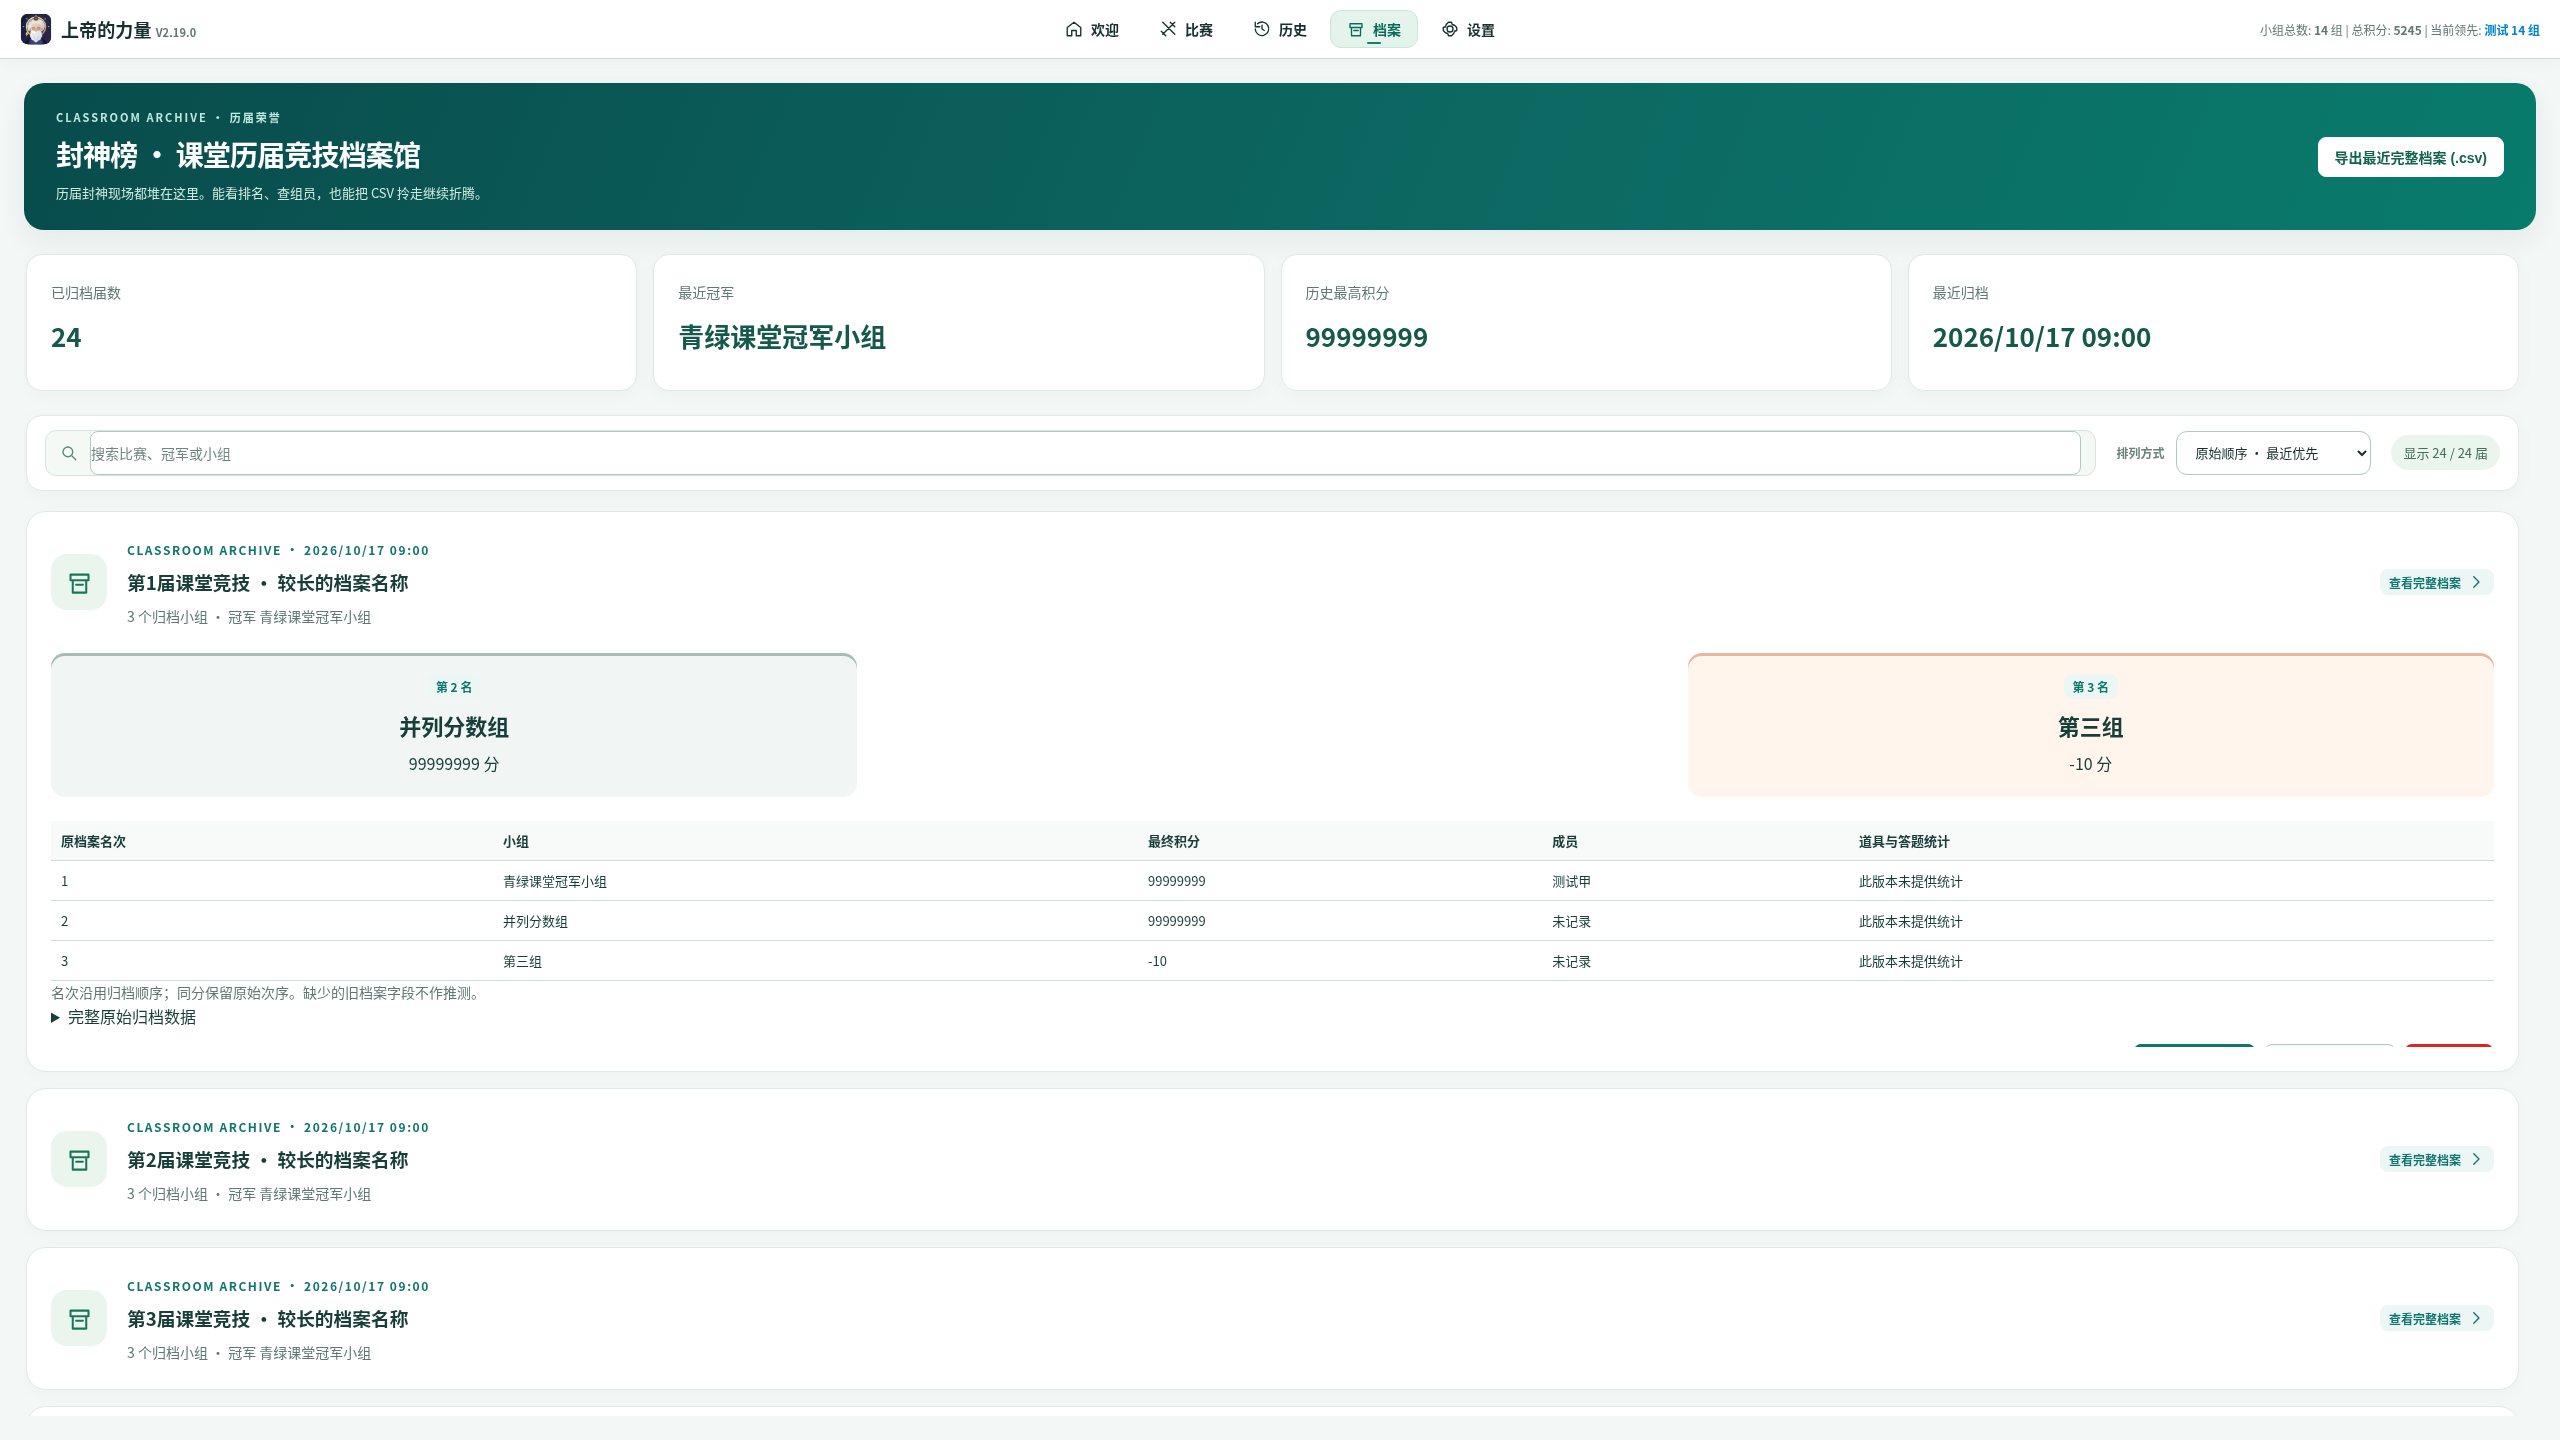 上帝的力量 V2.19.0
欢迎
比赛
历史
档案
设置
小组总数: 14 组 | 总积分: 5245 | 当前领先: 测试 14 组
CLASSROOM ARCHIVE · 历届荣誉
封神榜 · 课堂历届竞技档案馆
历届封神现场都堆在这里。能看排名、查组员，也能把 CSV 拎走继续折腾。
导出最近完整档案 (.csv)
已归档届数
24
最近冠军
青绿课堂冠军小组
历史最高积分
99999999
最近归档
2026/10/17 09:00
搜索比赛、冠军或小组
排列方式
原始顺序 · 最近优先
显示 24 / 24 届
CLASSROOM ARCHIVE · 2026/10/17 09:00
第1届课堂竞技 · 较长的档案名称
3 个归档小组 · 冠军 青绿课堂冠军小组
查看完整档案
第 2 名
并列分数组
99999999 分
第 3 名
第三组
-10 分
原档案名次 小组 最终积分 成员 道具与答题统计
1 青绿课堂冠军小组 99999999 测试甲 此版本未提供统计
2 并列分数组 99999999 未记录 此版本未提供统计
3 第三组 -10 未记录 此版本未提供统计
名次沿用归档顺序；同分保留原始次序。缺少的旧档案字段不作推测。
完整原始归档数据
CLASSROOM ARCHIVE · 2026/10/17 09:00
第2届课堂竞技 · 较长的档案名称
3 个归档小组 · 冠军 青绿课堂冠军小组
查看完整档案
CLASSROOM ARCHIVE · 2026/10/17 09:00
第3届课堂竞技 · 较长的档案名称
3 个归档小组 · 冠军 青绿课堂冠军小组
查看完整档案